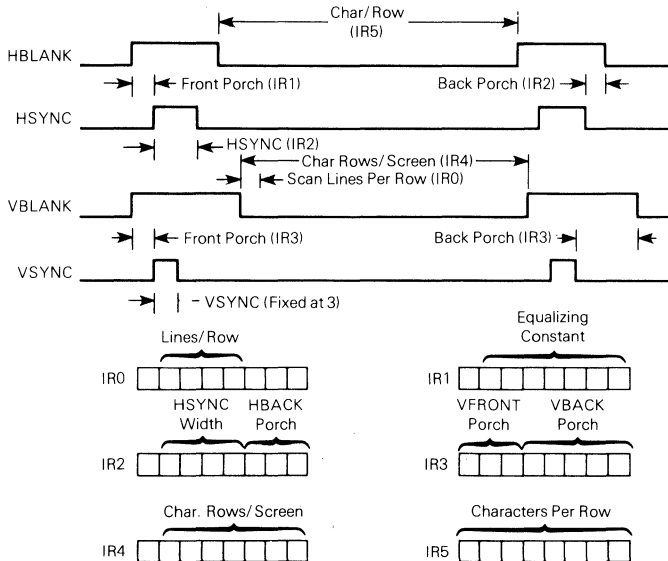 Char/Row
(IR5)
HBLANK
Front Porch (IR1)
Back Porch (IR2)
HSYNC
HSYNC (IR2)
Char Rows/Screen (IR4)
Scan Lines Per Row (IR0)
VBLANK
Front Porch (IR3)
Back Porch (IR3)
VSYNC
- VSYNC (Fixed at 3)
Lines/Row
Equalizing
Constant
IR0
IR1
HSYNC
Width
HBACK
Porch
VFRONT
Porch
VBACK
Porch
IR2
IR3
Char. Rows/Screen
Characters Per Row
IR4
IR5